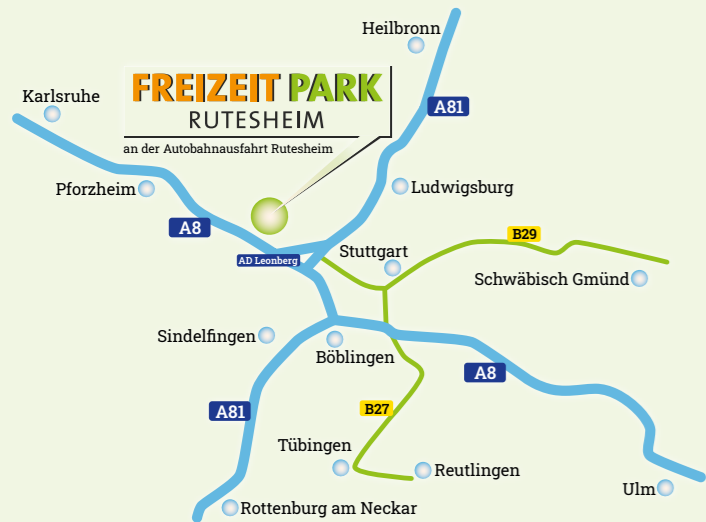 Heilbronn
FREIZEIT PARK
RUTESHEIM
an der Autobahnausfahrt Rutesheim
Karlsruhe
A81
Pforzheim
Ludwigsburg
A8
B29
AD Leonberg
Stuttgart
Schwäbisch Gmünd
Sindelfingen
Böblingen
A8
A81
B27
Tübingen
Reutlingen
Ulm
Rottenburg am Neckar